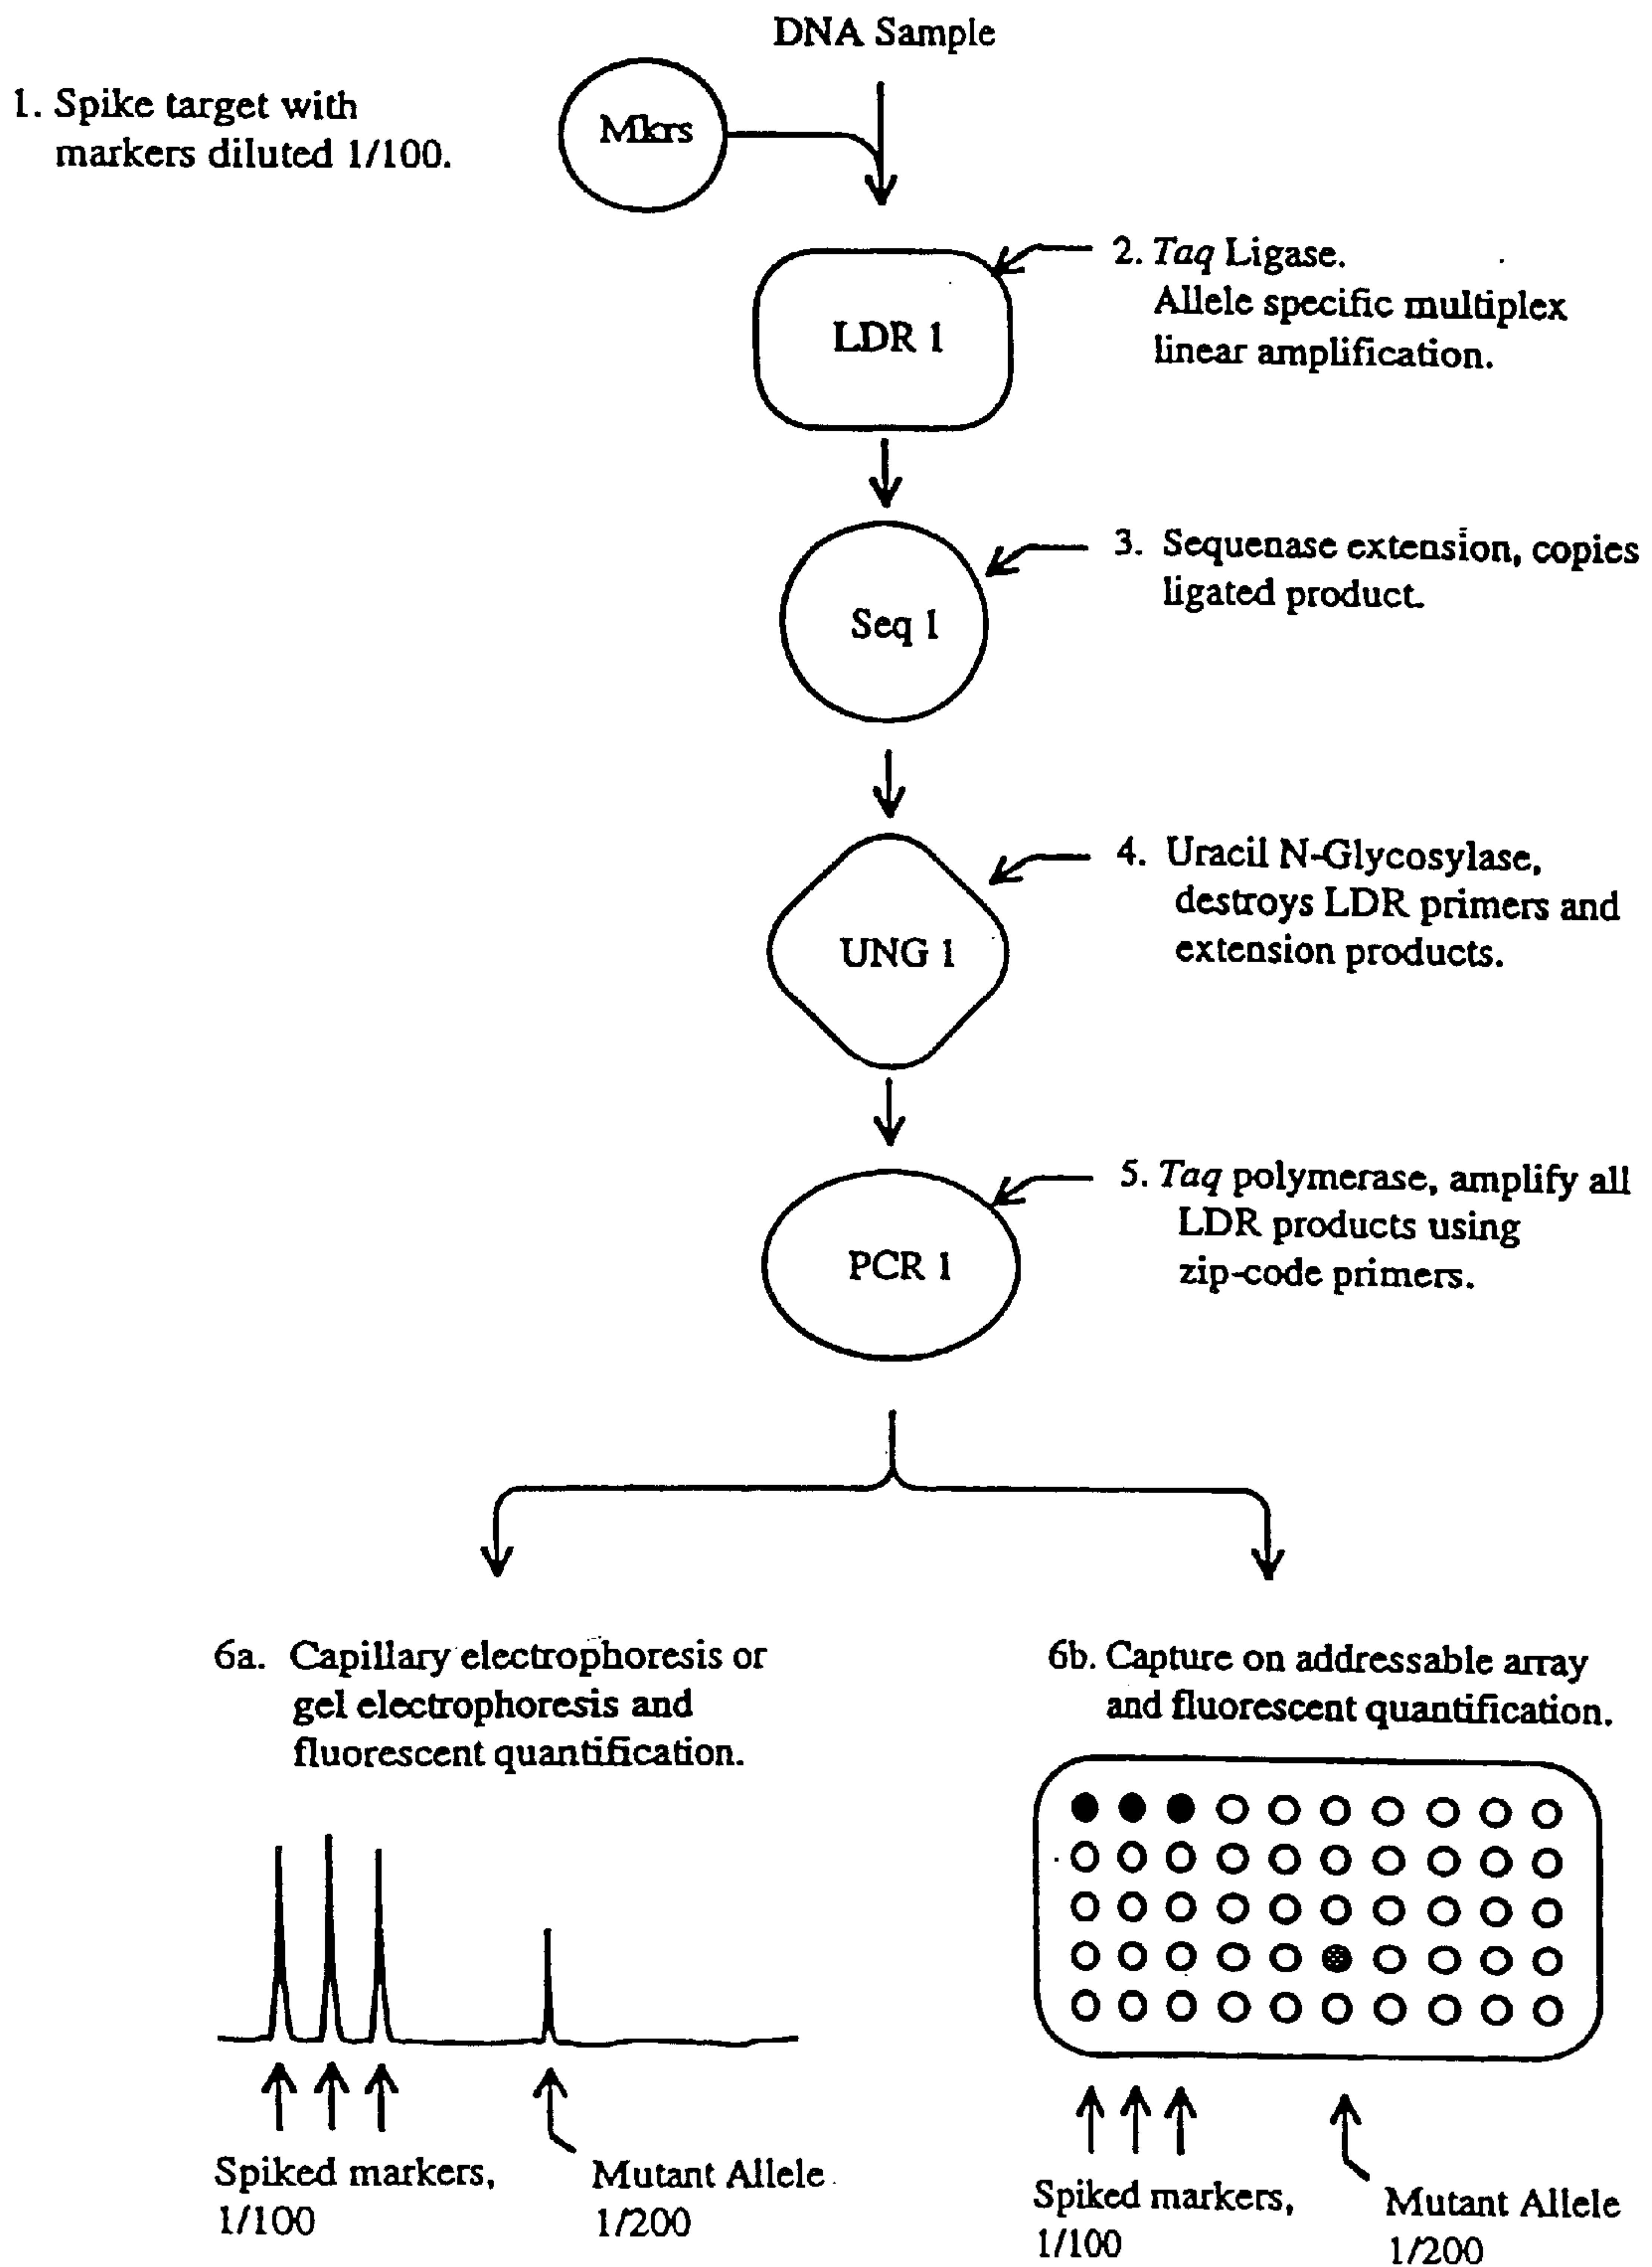 DNA Sample
1. Spike target with
markers diluted 1/100.
Mkrs
2. Taq Ligase.
Allele specific multiplex
linear amplification.
LDR 1
3. Sequenase extension, copies
ligated product.
Seq 1
4. Uracil N-Glycosylase,
destroys LDR primers and
extension products.
UNG 1
5. Taq polymerase, amplify all
LDR products using
zip-code primers.
PCR 1
6a. Capillary electrophoresis or
gel electrophoresis and
fluorescent quantification.
6b. Capture on addressable array
and fluorescent quantification.
Spiked markers,
1/100
Mutant Allele
1/200
Spiked markers,
1/100
Mutant Allele
1/200